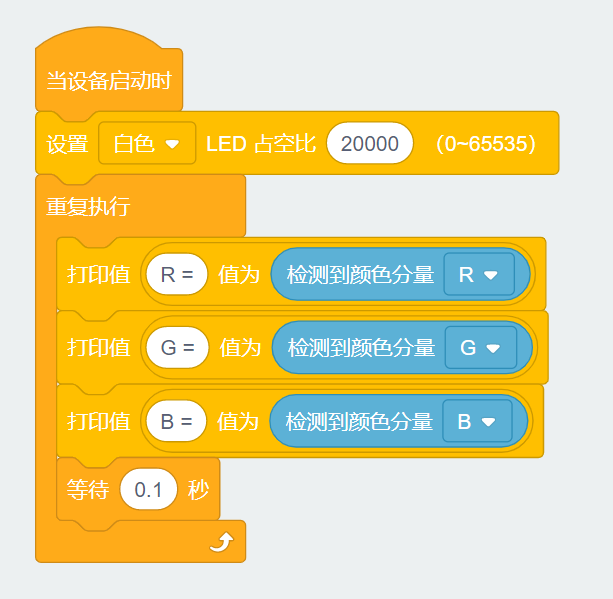 当设备启动时
设置 白色 LED 占空比 20000 （0~65535）
重复执行
打印值 R = 值为 检测到颜色分量 R
打印值 G = 值为 检测到颜色分量 G
打印值 B = 值为 检测到颜色分量 B
等待 0.1 秒